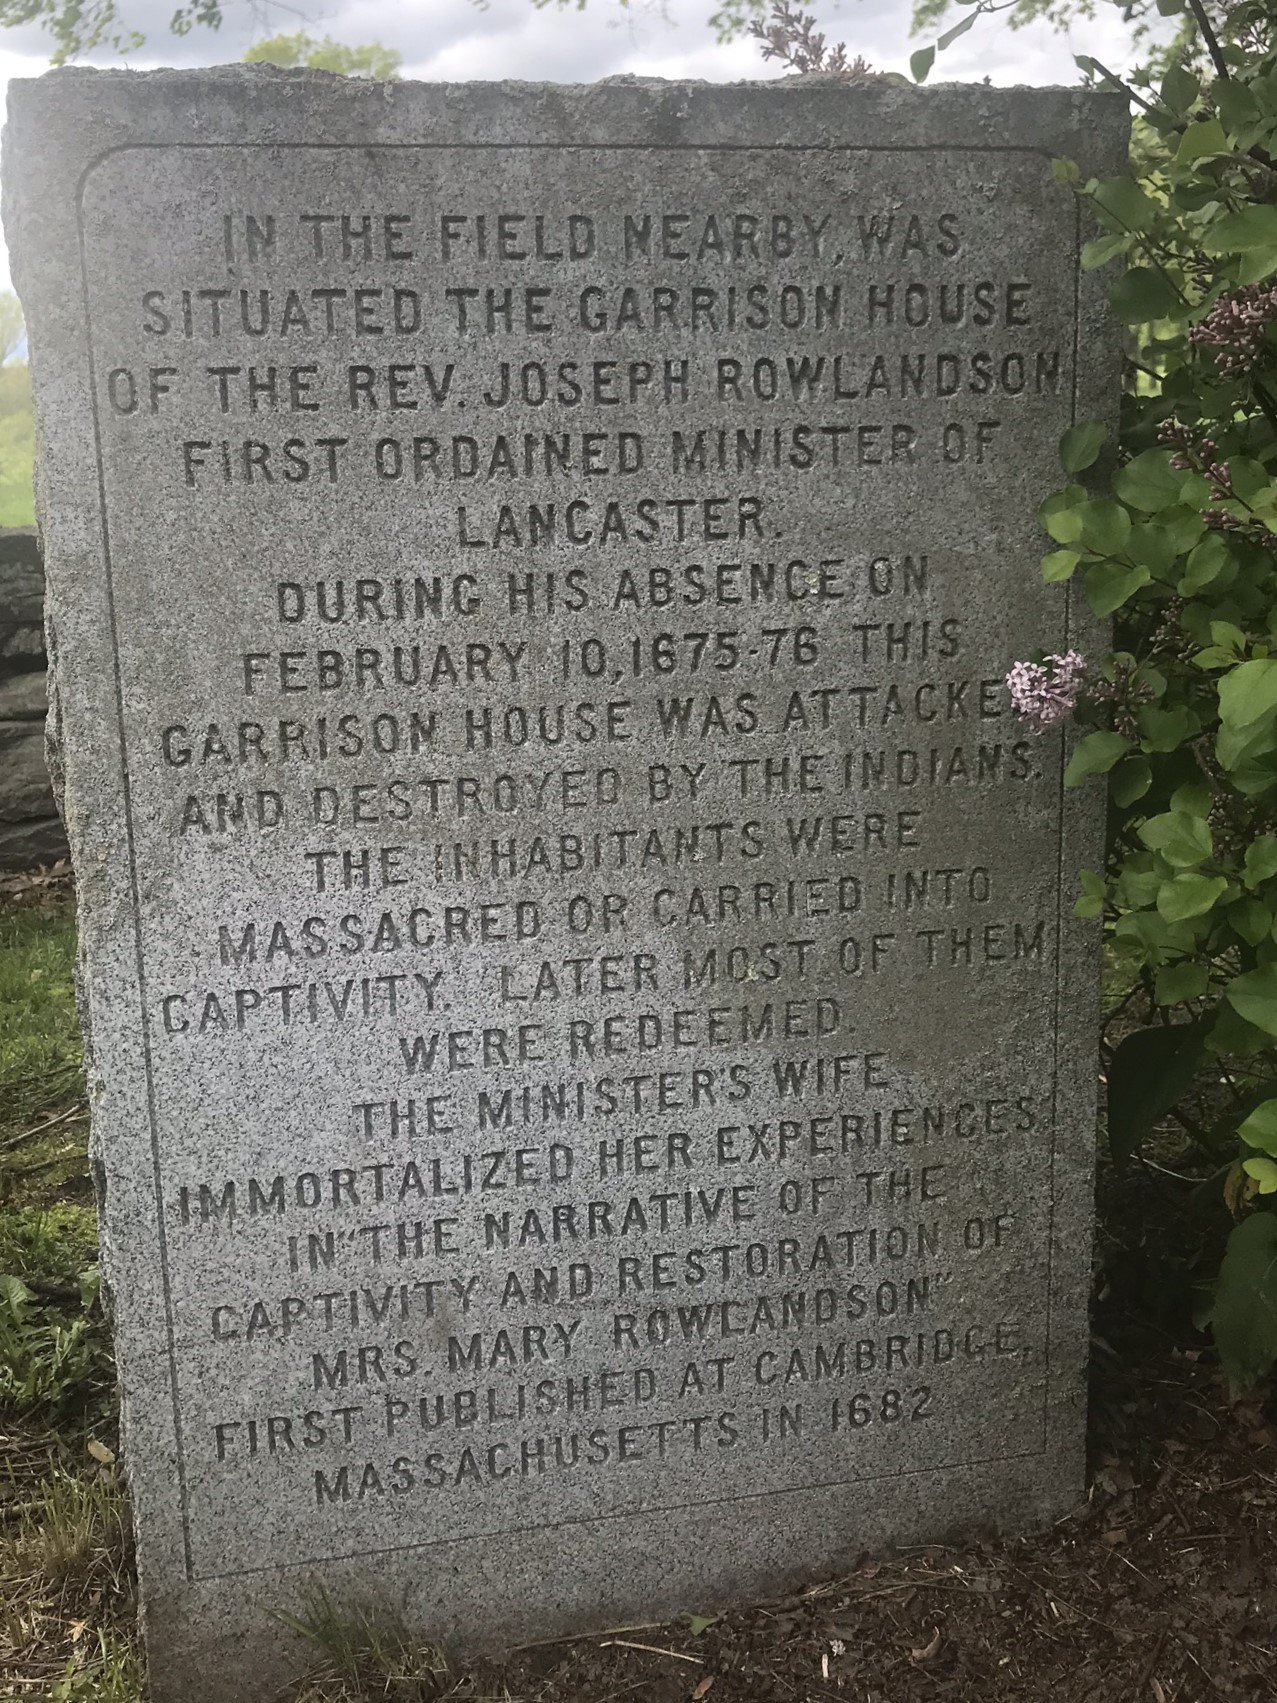 IN THE FIELD NEARBY, WAS
SITUATED THE GARRISON HOUSE
OF THE REV. JOSEPH ROWLANDSON
FIRST ORDAINED MINISTER OF
LANCASTER.
DURING HIS ABSENCE ON
FEBRUARY 10, 1675-76 THIS
GARRISON HOUSE WAS ATTACKED
AND DESTROYED BY THE INDIANS.
THE INHABITANTS WERE
MASSACRED OR CARRIED INTO
CAPTIVITY. LATER MOST OF THEM
WERE REDEEMED.
THE MINISTER'S WIFE
IMMORTALIZED HER EXPERIENCES
IN "THE NARRATIVE OF THE
CAPTIVITY AND RESTORATION OF
MRS. MARY ROWLANDSON"
FIRST PUBLISHED AT CAMBRIDGE,
MASSACHUSETTS IN 1682